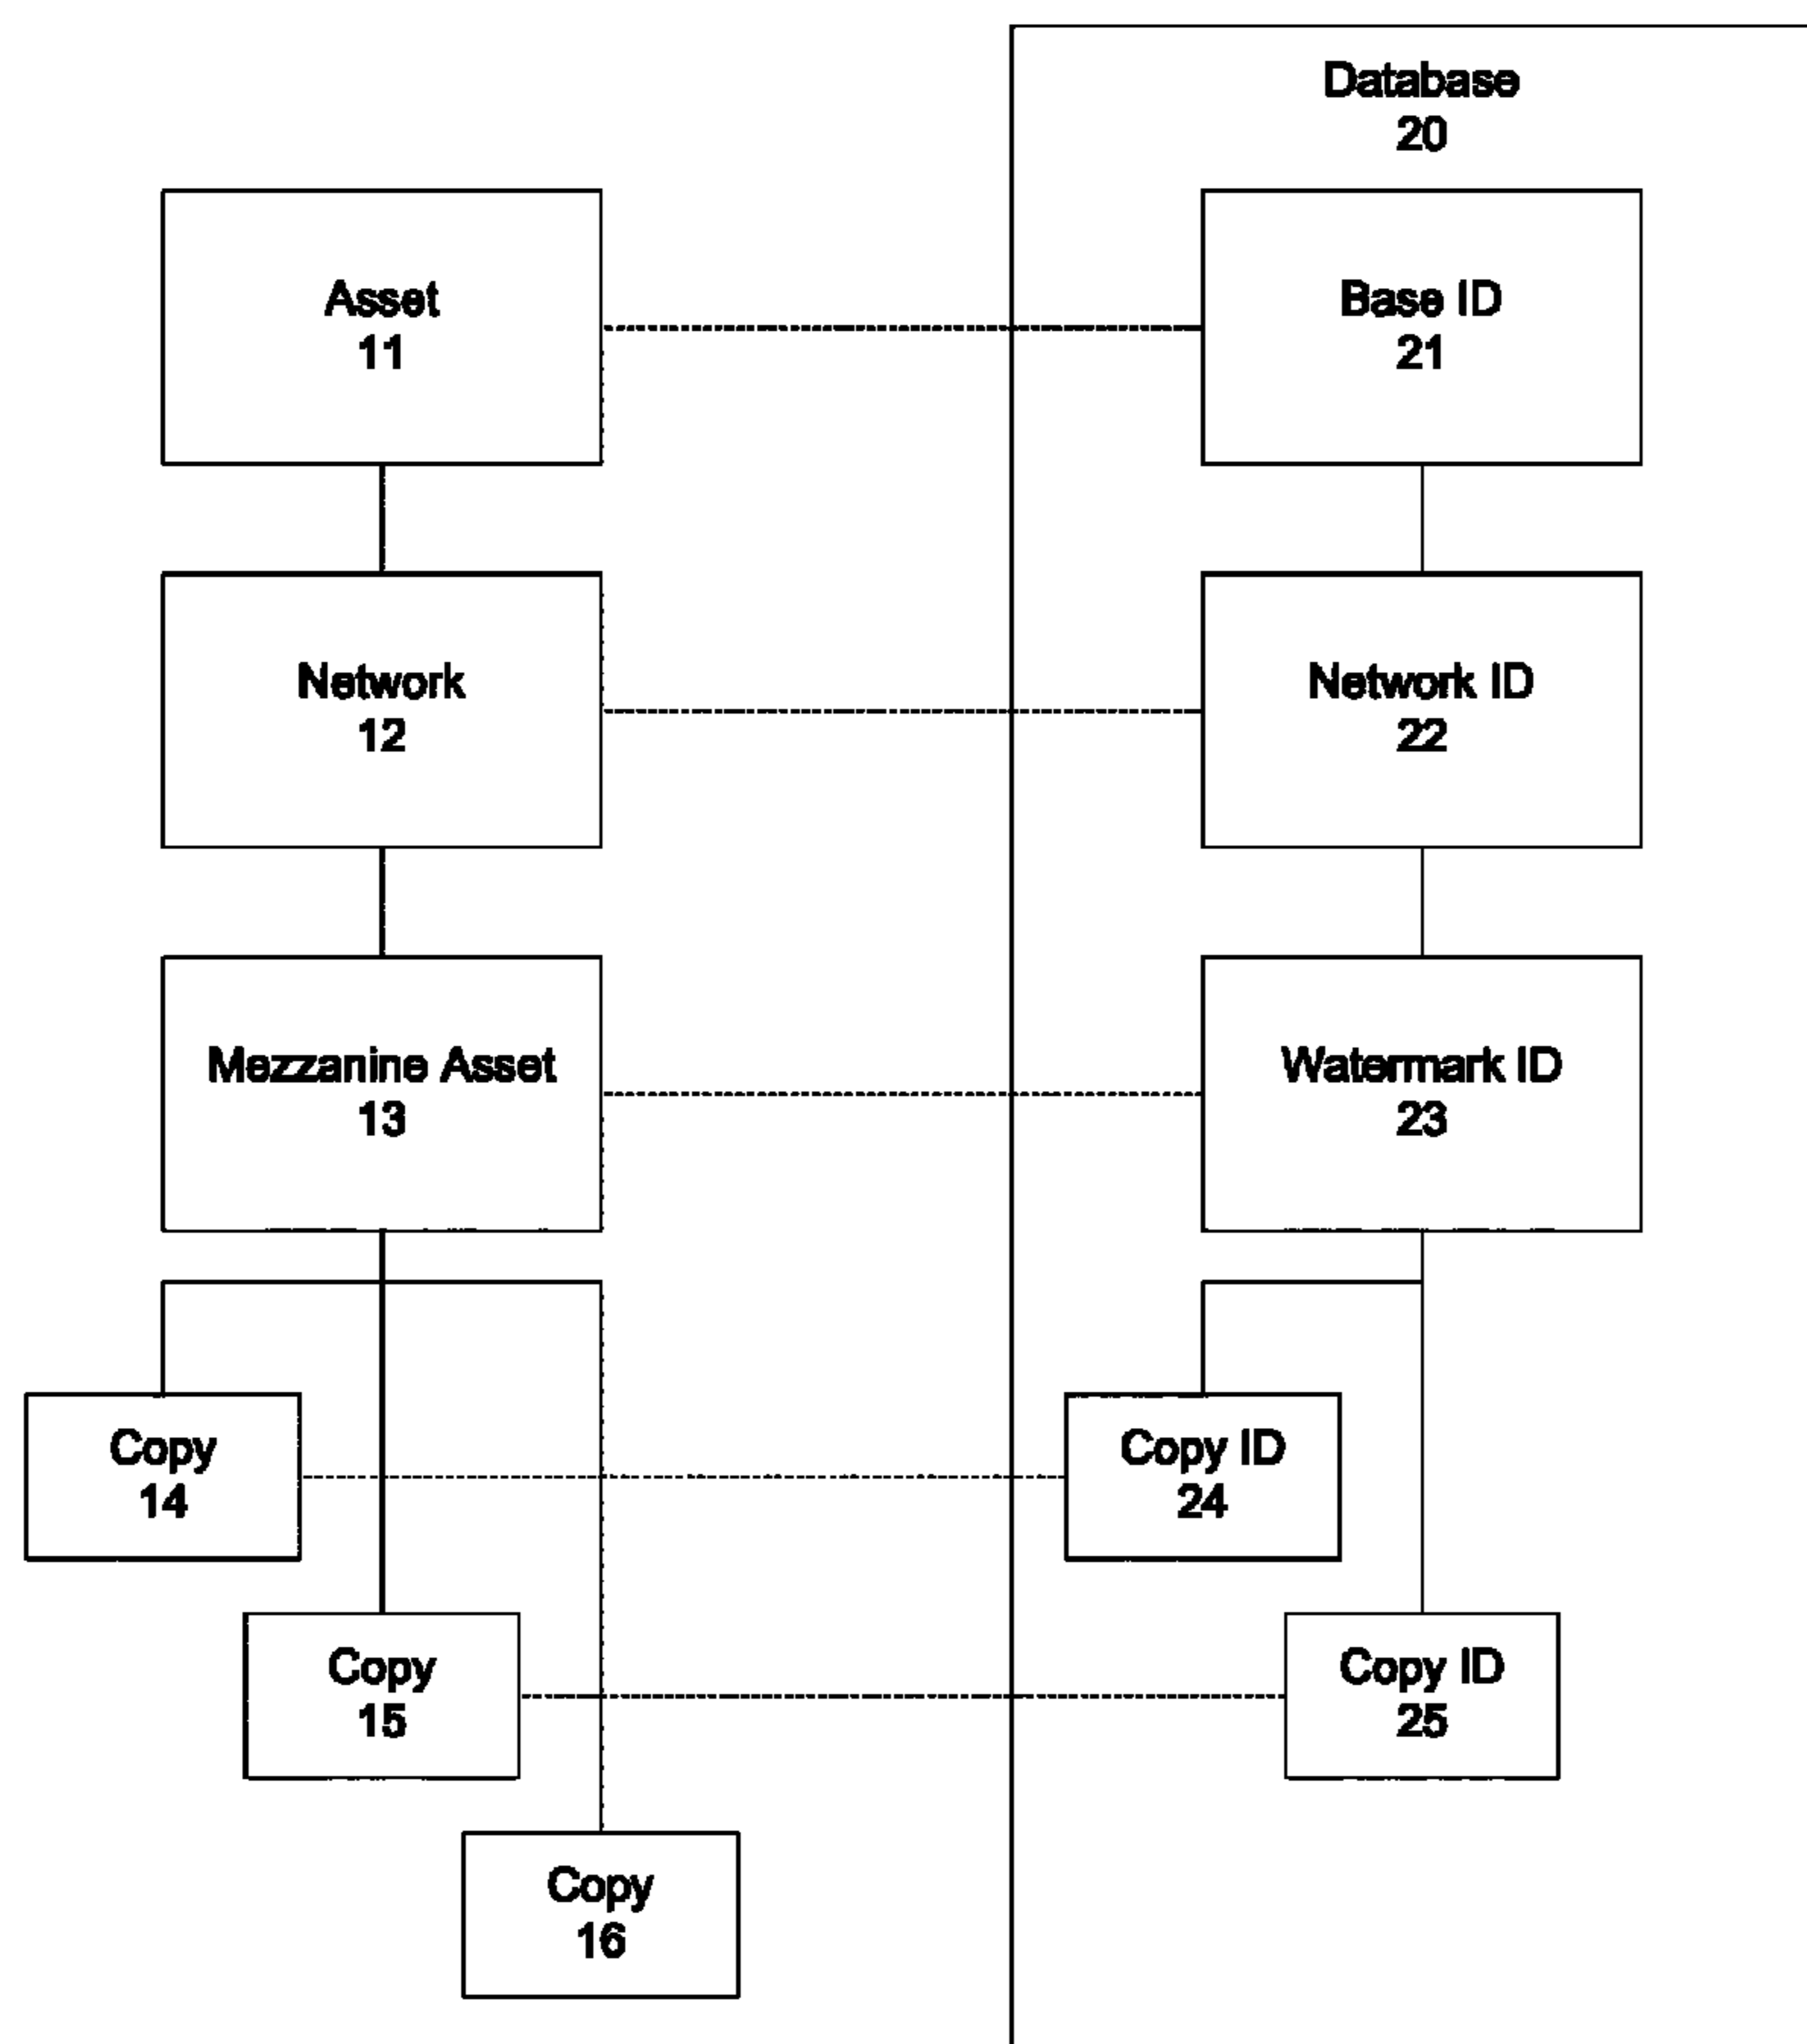 Database
20
Asset
11
Base ID
21
Network
12
Network ID
22
Mezzanine Asset
13
Watermark ID
23
Copy
14
Copy ID
24
Copy
15
Copy ID
25
Copy
16